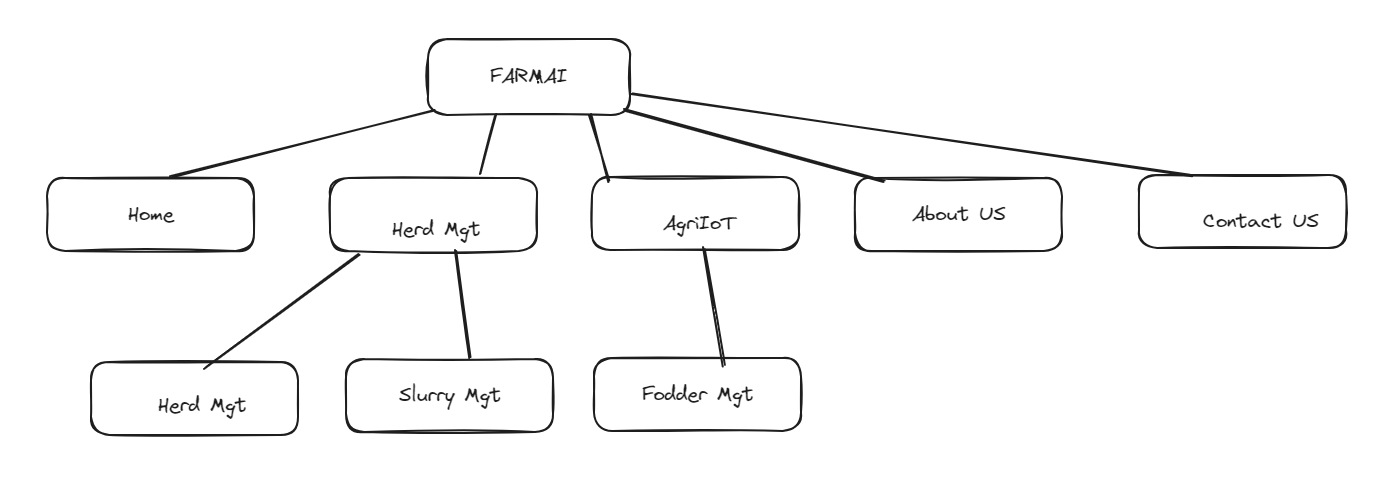 FARMAI
Home
Herd Mgt
AgriIoT
About US
Contact US
Herd Mgt
Slurry Mgt
Fodder Mgt